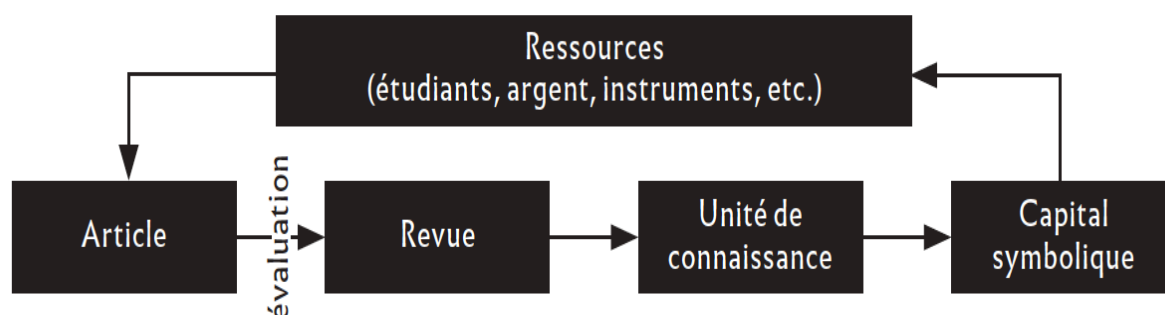 Ressources
(étudiants, argent, instruments, etc.)
Article
évaluation
Revue
Unité de
connaissance
Capital
symbolique